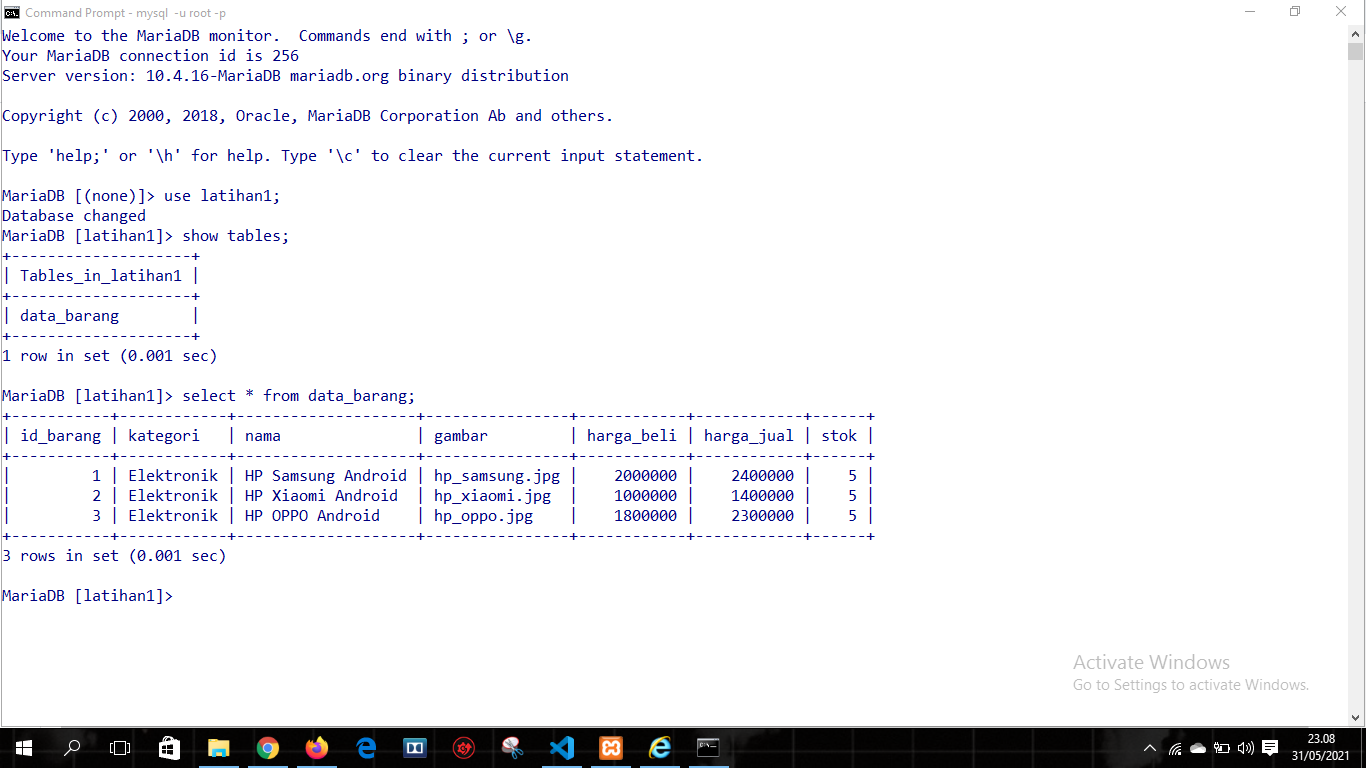 Command Prompt - mysql  -u root -p
Welcome to the MariaDB monitor.  Commands end with ; or \g.
Your MariaDB connection id is 256
Server version: 10.4.16-MariaDB mariadb.org binary distribution

Copyright (c) 2000, 2018, Oracle, MariaDB Corporation Ab and others.

Type 'help;' or '\h' for help. Type '\c' to clear the current input statement.

MariaDB [(none)]> use latihan1;
Database changed
MariaDB [latihan1]> show tables;
+--------------------+
| Tables_in_latihan1 |
+--------------------+
| data_barang        |
+--------------------+
1 row in set (0.001 sec)

MariaDB [latihan1]> select * from data_barang;
+-----------+------------+--------------------+----------------+------------+------------+------+
| id_barang | kategori   | nama               | gambar         | harga_beli | harga_jual | stok |
+-----------+------------+--------------------+----------------+------------+------------+------+
|         1 | Elektronik | HP Samsung Android | hp_samsung.jpg |    2000000 |    2400000 |    5 |
|         2 | Elektronik | HP Xiaomi Android  | hp_xiaomi.jpg  |    1000000 |    1400000 |    5 |
|         3 | Elektronik | HP OPPO Android    | hp_oppo.jpg    |    1800000 |    2300000 |    5 |
+-----------+------------+--------------------+----------------+------------+------------+------+
3 rows in set (0.001 sec)

MariaDB [latihan1]>
Activate Windows
Go to Settings to activate Windows.
23.08
31/05/2021